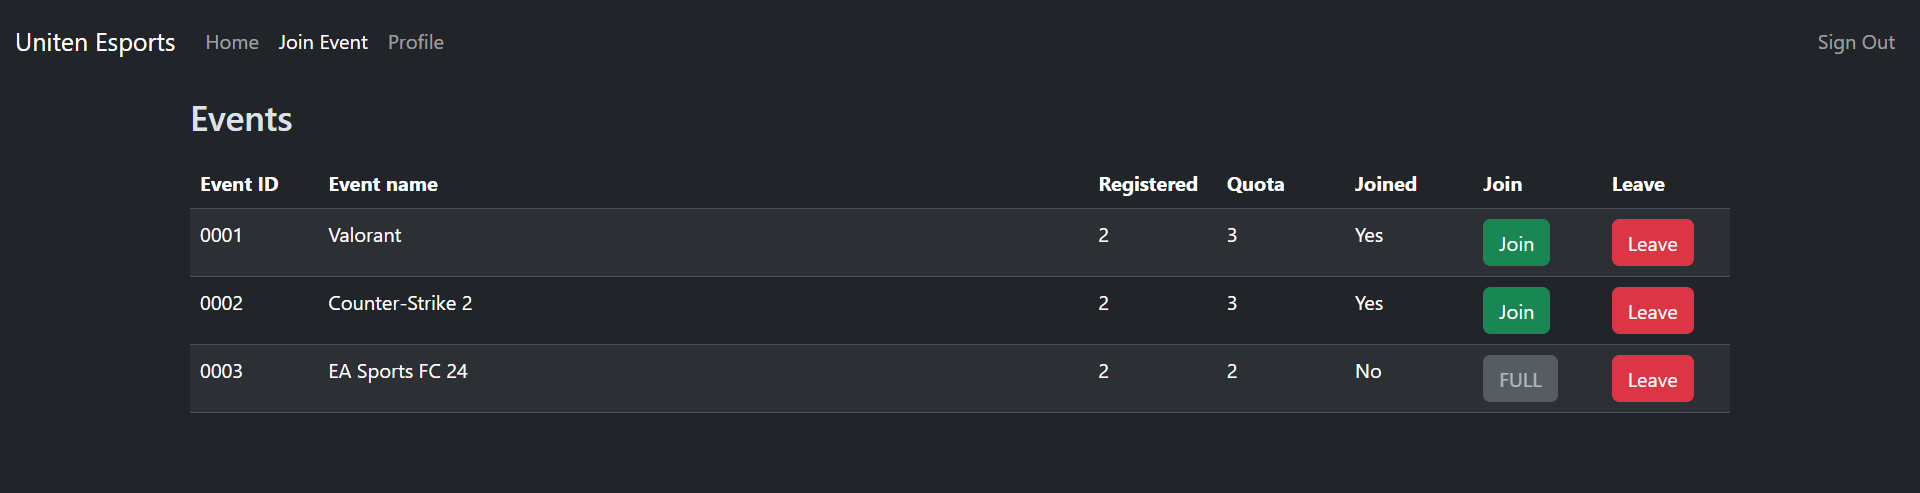 Uniten Esports Home Join Event Profile Sign Out
Events
Event ID Event name Registered Quota Joined Join Leave
0001 Valorant 2 3 Yes Join Leave
0002 Counter-Strike 2 2 3 Yes Join Leave
0003 EA Sports FC 24 2 2 No FULL Leave